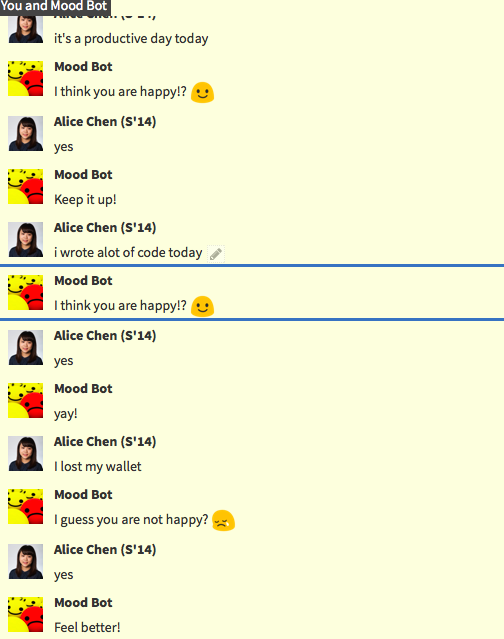 You and Mood Bot
Alice Chen (S'14)
it's a productive day today
Mood Bot
I think you are happy!?
Alice Chen (S'14)
yes
Mood Bot
Keep it up!
Alice Chen (S'14)
i wrote alot of code today
Mood Bot
I think you are happy!?
Alice Chen (S'14)
yes
Mood Bot
yay!
Alice Chen (S'14)
I lost my wallet
Mood Bot
I guess you are not happy?
Alice Chen (S'14)
yes
Mood Bot
Feel better!